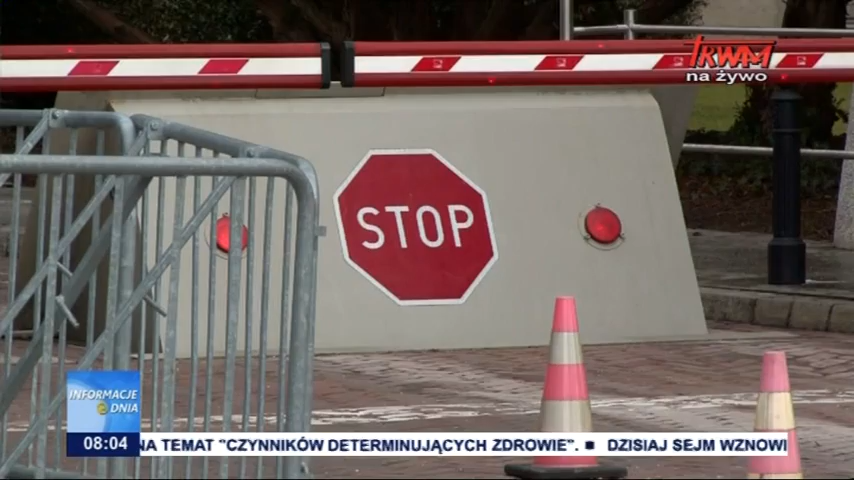 TRWAM
na żywo
STOP
INFORMACJE
DNIA
08:04
NA TEMAT "CZYNNIKÓW DETERMINUJĄCYCH ZDROWIE". ■ DZISIAJ SEJM WZNOWI